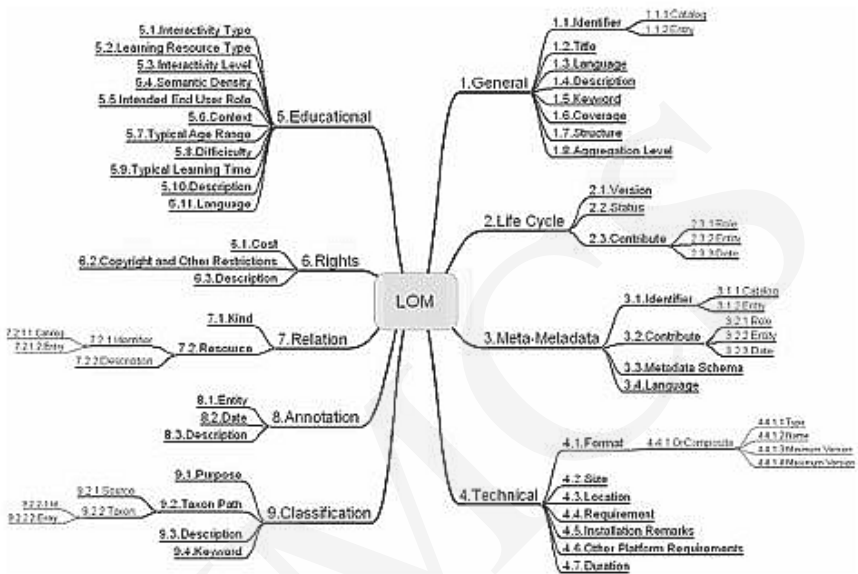 LOM
1.General
1.1.Identifier
1.1.1 Catalog
1.1.2 Entry
1.2.Title
1.3.Language
1.4.Description
1.5.Keyword
1.6.Coverage
1.7.Structure
1.8.Aggregation Level
2.Life Cycle
2.1.Version
2.2.Status
2.3.Contribute
2.3.1 Role
2.3.2 Entity
2.3.3 Date
3.Meta-Meladata
3.1.Identifier
3.1.1 Catalog
3.1.2 Entry
3.2.Contribute
3.2.1 Role
3.2.2 Entity
3.2.3 Date
3.3.Metadata Schema
3.4.Language
4.Technical
4.1.Format
4.4.1 OrComposite
4.4.1.1 Type
4.4.1.2 Name
4.4.1.3 Minimum Version
4.4.1.4 Maximum Version
4.2.Size
4.3.Location
4.4.Requirement
4.5.Installation Remarks
4.6.Other Platform Requirements
4.7.Duration
5.Educational
5.1.Interactivity Type
5.2.Learning Resource Type
5.3.Interactivity Level
5.4.Semantic Density
5.5.Intended End User Role
5.6.Context
5.7.Typical Age Range
5.8.Difficiculty
5.9.Typical Learning Time
5.10.Description
5.11.Language
6.Rights
6.1.Cost
6.2.Copyright and Other Restrictions
6.3.Description
7.Relation
7.1.Kind
7.2.Resource
7.2.1 Identifier
7.2.1.1 Catalog
7.2.1.2 Entry
7.2.2 Description
8.Annotation
8.1.Entity
8.2.Date
8.3.Description
9.Classification
9.1.Purpose
9.2.Taxon Path
9.2.1 Source
9.2.2 Taxon
9.2.2.1 Id
9.2.2.2 Entry
9.3.Description
9.4.Keyword